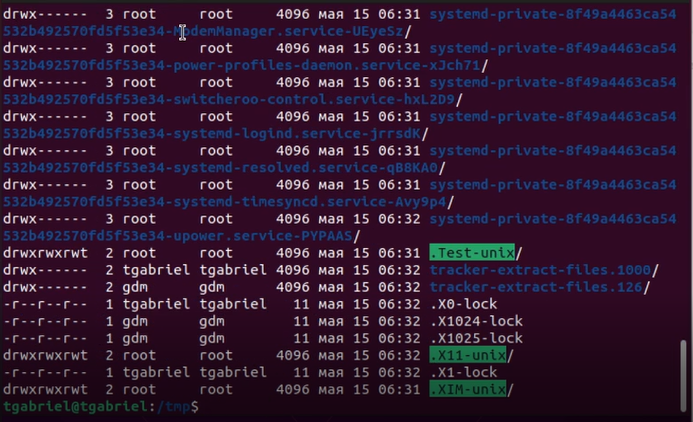 drwx------  3 root     root     4096 мая 15 06:31 systemd-private-8f49a4463ca54
532b492570fd5f53e34-ModemManager.service-UEyeSz/
drwx------  3 root     root     4096 мая 15 06:31 systemd-private-8f49a4463ca54
532b492570fd5f53e34-power-profiles-daemon.service-xJch71/
drwx------  3 root     root     4096 мая 15 06:31 systemd-private-8f49a4463ca54
532b492570fd5f53e34-switcheroo-control.service-hxL2D9/
drwx------  3 root     root     4096 мая 15 06:31 systemd-private-8f49a4463ca54
532b492570fd5f53e34-systemd-logind.service-jrrsdK/
drwx------  3 root     root     4096 мая 15 06:31 systemd-private-8f49a4463ca54
532b492570fd5f53e34-systemd-resolved.service-qB8KA0/
drwx------  3 root     root     4096 мая 15 06:31 systemd-private-8f49a4463ca54
532b492570fd5f53e34-systemd-timesyncd.service-Avy9p4/
drwx------  3 root     root     4096 мая 15 06:32 systemd-private-8f49a4463ca54
532b492570fd5f53e34-upower.service-PYPAAS/
drwxrwxrwt  2 root     root     4096 мая 15 06:31 .Test-unix/
drwx------  2 tgabriel tgabriel 4096 мая 15 06:32 tracker-extract-files.1000/
drwx------  2 gdm      gdm      4096 мая 15 06:32 tracker-extract-files.126/
-r--r--r--  1 tgabriel tgabriel   11 мая 15 06:32 .X0-lock
-r--r--r--  1 gdm      gdm        11 мая 15 06:32 .X1024-lock
-r--r--r--  1 gdm      gdm        11 мая 15 06:32 .X1025-lock
drwxrwxrwt  2 root     root     4096 мая 15 06:32 .X11-unix/
-r--r--r--  1 tgabriel tgabriel   11 мая 15 06:32 .X1-lock
drwxrwxrwt  2 root     root     4096 мая 15 06:31 .XIM-unix/
tgabriel@tgabriel:/tmp$